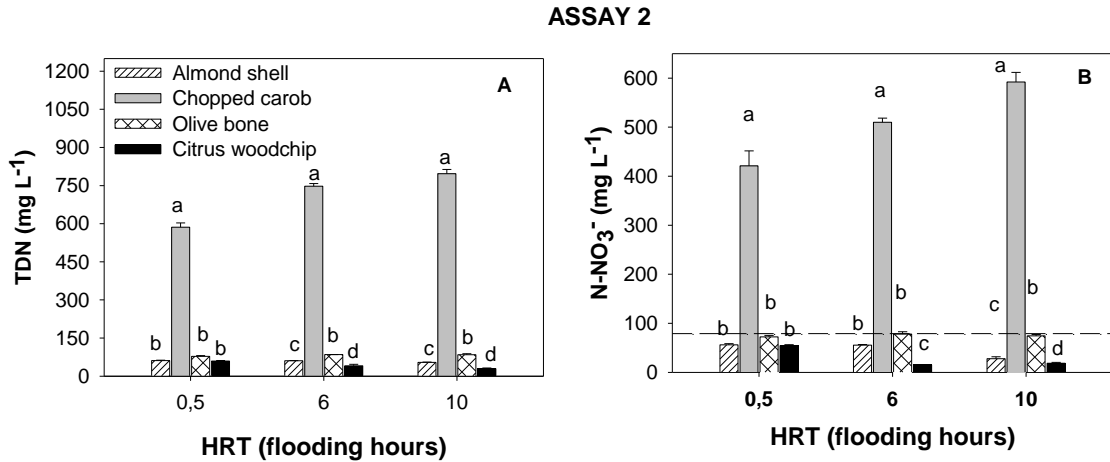 ASSAY 2
A
TDN (mg L⁻¹)
1200
1050
900
750
600
450
300
150
0
Almond shell
Chopped carob
Olive bone
Citrus woodchip
b a b b
c a b d
c a b d
0,5 6 10
HRT (flooding hours)
B
N-NO₃⁻ (mg L⁻¹)
600
500
400
300
200
100
0
b a b b
b a b c
c a b d
0,5 6 10
HRT (flooding hours)